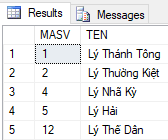 Results Messages
MASV TEN
1 1 Lý Thánh Tông
2 2 Lý Thường Kiệt
3 4 Lý Nhã Kỳ
4 5 Lý Hải
5 12 Lý Thế Dân